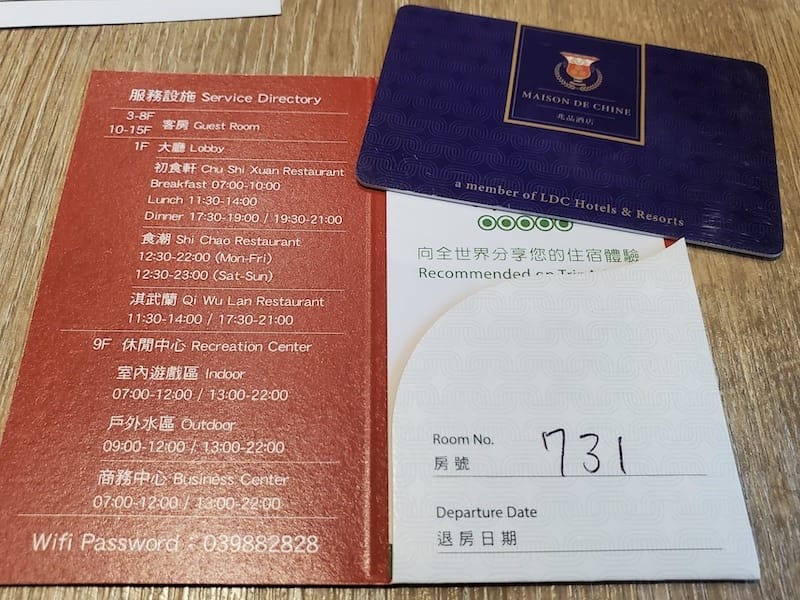 服務設施 Service Directory
3-8F
10-15F 客房 Guest Room
1F 大廳 Lobby
初食軒 Chu Shi Xuan Restaurant
Breakfast 07:00-10:00
Lunch 11:30-14:00
Dinner 17:30-19:00 / 19:30-21:00
食潮 Shi Chao Restaurant
12:30-22:00 (Mon-Fri)
12:30-23:00 (Sat-Sun)
淇武蘭 Qi Wu Lan Restaurant
11:30-14:00 / 17:30-21:00
9F 休閒中心 Recreation Center
室內遊戲區 Indoor
07:00-12:00 / 13:00-22:00
戶外水區 Outdoor
09:00-12:00 / 13:00-22:00
商務中心 Business Center
07:00-12:00 / 13:00-22:00
Wifi Password：039882828
MAISON DE CHINE
兆品酒店
a member of LDC Hotels & Resorts
向全世界分享您的住宿體驗
Recommended on
Room No.
房號 731
Departure Date
退房日期